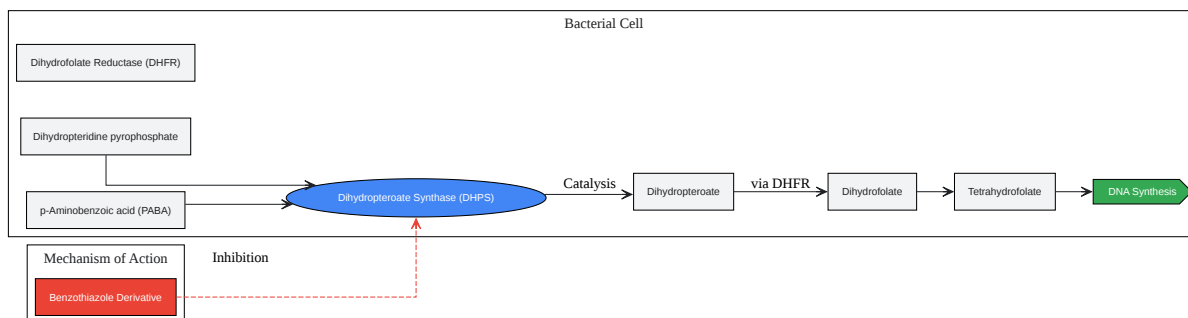 Bacterial Cell
Dihydrofolate Reductase (DHFR)
Dihydropteridine pyrophosphate
p-Aminobenzoic acid (PABA)
Dihydropteroate Synthase (DHPS)
Catalysis
Dihydropteroate
via DHFR
Dihydrofolate
Tetrahydrofolate
DNA Synthesis
Mechanism of Action
Inhibition
Benzothiazole Derivative